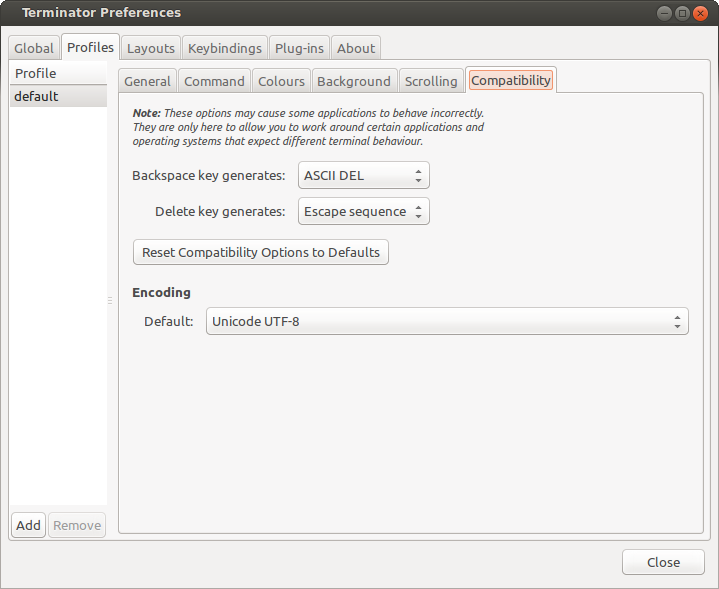 Terminator Preferences
Global Profiles Layouts Keybindings Plug-ins About
Profile
default
General Command Colours Background Scrolling Compatibility
Note: These options may cause some applications to behave incorrectly.
They are only here to allow you to work around certain applications and
operating systems that expect different terminal behaviour.
Backspace key generates: ASCII DEL
Delete key generates: Escape sequence
Reset Compatibility Options to Defaults
Encoding
Default: Unicode UTF-8
Add Remove
Close